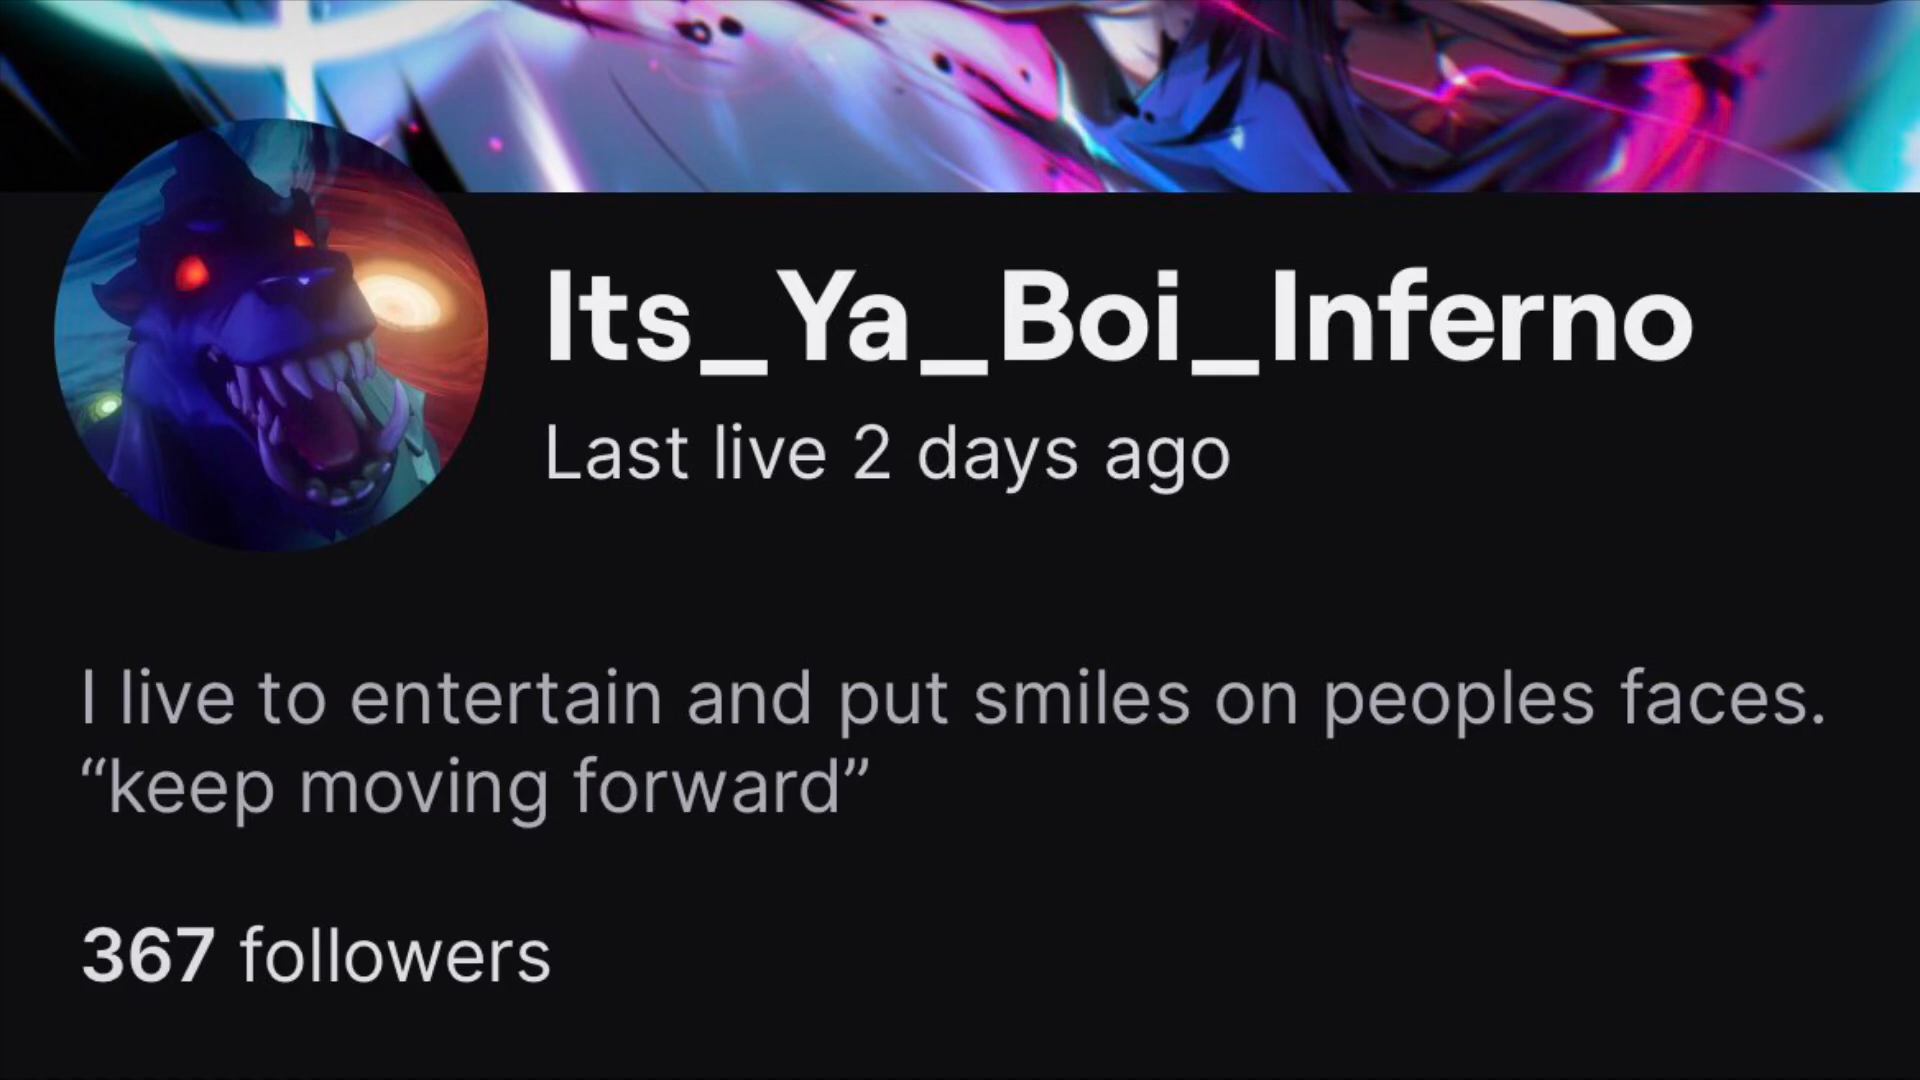 Its_Ya_Boi_Inferno
Last live 2 days ago
I live to entertain and put smiles on peoples faces.
“keep moving forward”
367 followers